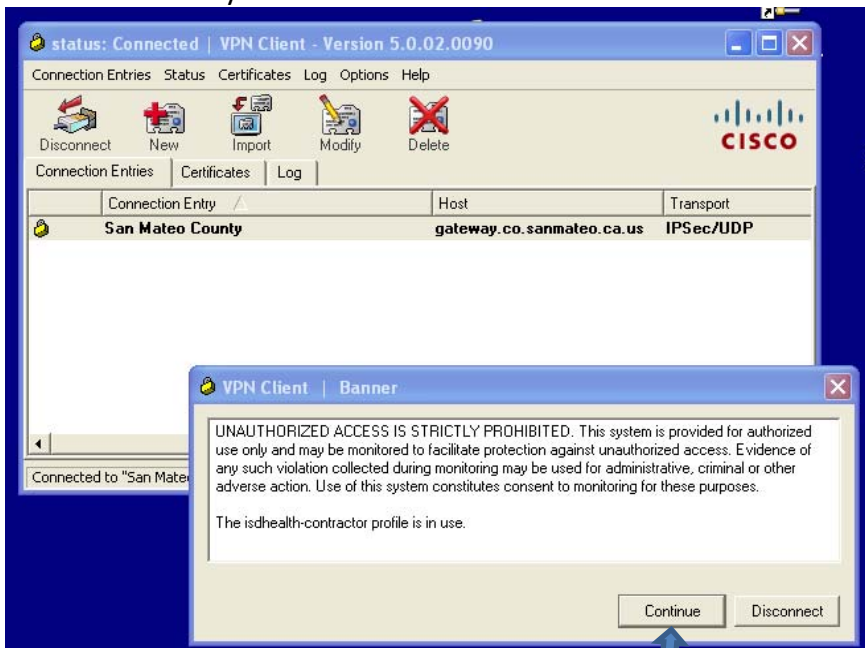 status: Connected | VPN Client - Version 5.0.02.0090
Connection Entries Status Certificates Log Options Help
Disconnect New Import Modify Delete
CISCO
Connection Entries Certificates Log
Connection Entry Host Transport
San Mateo County gateway.co.sanmateo.ca.us IPSec/UDP
VPN Client | Banner
UNAUTHORIZED ACCESS IS STRICTLY PROHIBITED. This system is provided for authorized
use only and may be monitored to facilitate protection against unauthorized access. Evidence of
any such violation collected during monitoring may be used for administrative, criminal or other
adverse action. Use of this system constitutes consent to monitoring for these purposes.
The isdhealth-contractor profile is in use.
Connected to "San Mate
Continue Disconnect